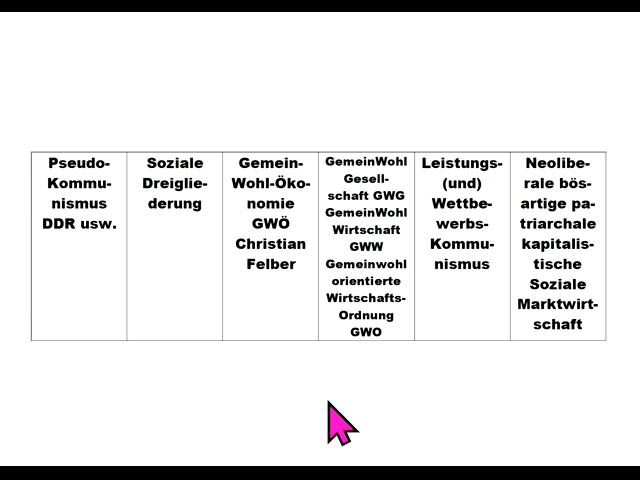 Pseudo-
Kommu-
nismus
DDR usw.
Soziale
Dreiglie-
derung
Gemein-
Wohl-Öko-
nomie
GWÖ
Christian
Felber
GemeinWohl
Gesell-
schaft GWG
GemeinWohl
Wirtschaft
GWW
Gemeinwohl
orientierte
Wirtschafts-
Ordnung
GWO
Leistungs-
(und)
Wettbe-
werbs-
Kommu-
nismus
Neolibe-
rale bös-
artige pa-
triarchale
kapitalis-
tische
Soziale
Marktwirt-
schaft